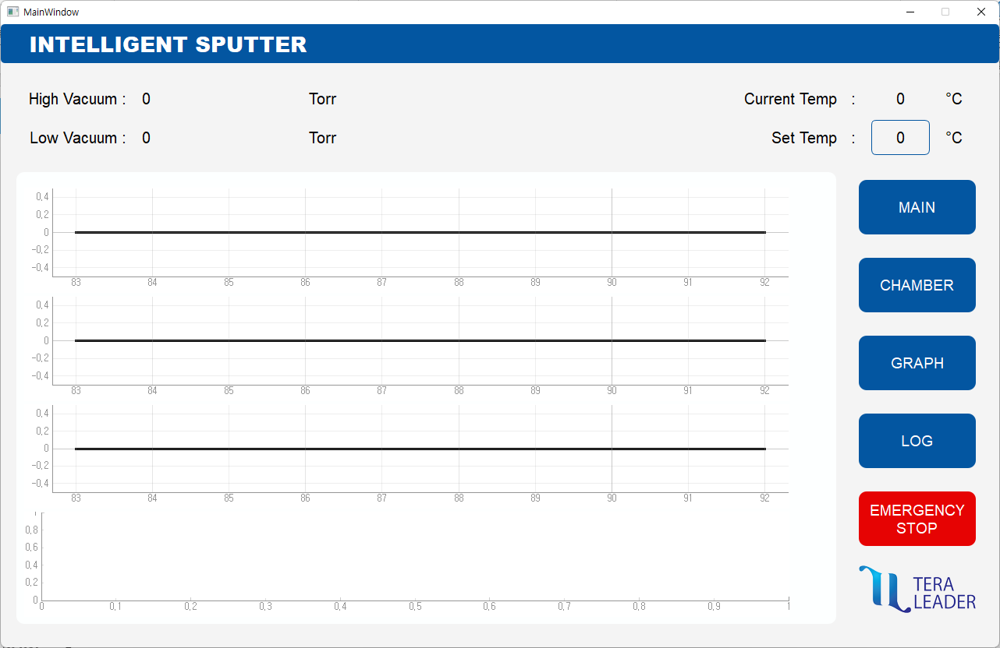 MainWindow
INTELLIGENT SPUTTER
High Vacuum : 0 Torr Current Temp : 0 °C
Low Vacuum : 0 Torr Set Temp : 0 °C
0,4
0,2
0
-0,2
-0,4
83 84 85 86 87 88 89 90 91 92
0,4
0,2
0
-0,2
-0,4
83 84 85 86 87 88 89 90 91 92
0,4
0,2
0
-0,2
-0,4
83 84 85 86 87 88 89 90 91 92
1
0,8
0,6
0,4
0,2
0
0 0,1 0,2 0,3 0,4 0,5 0,6 0,7 0,8 0,9 1
MAIN
CHAMBER
GRAPH
LOG
EMERGENCY
STOP
TERA
LEADER